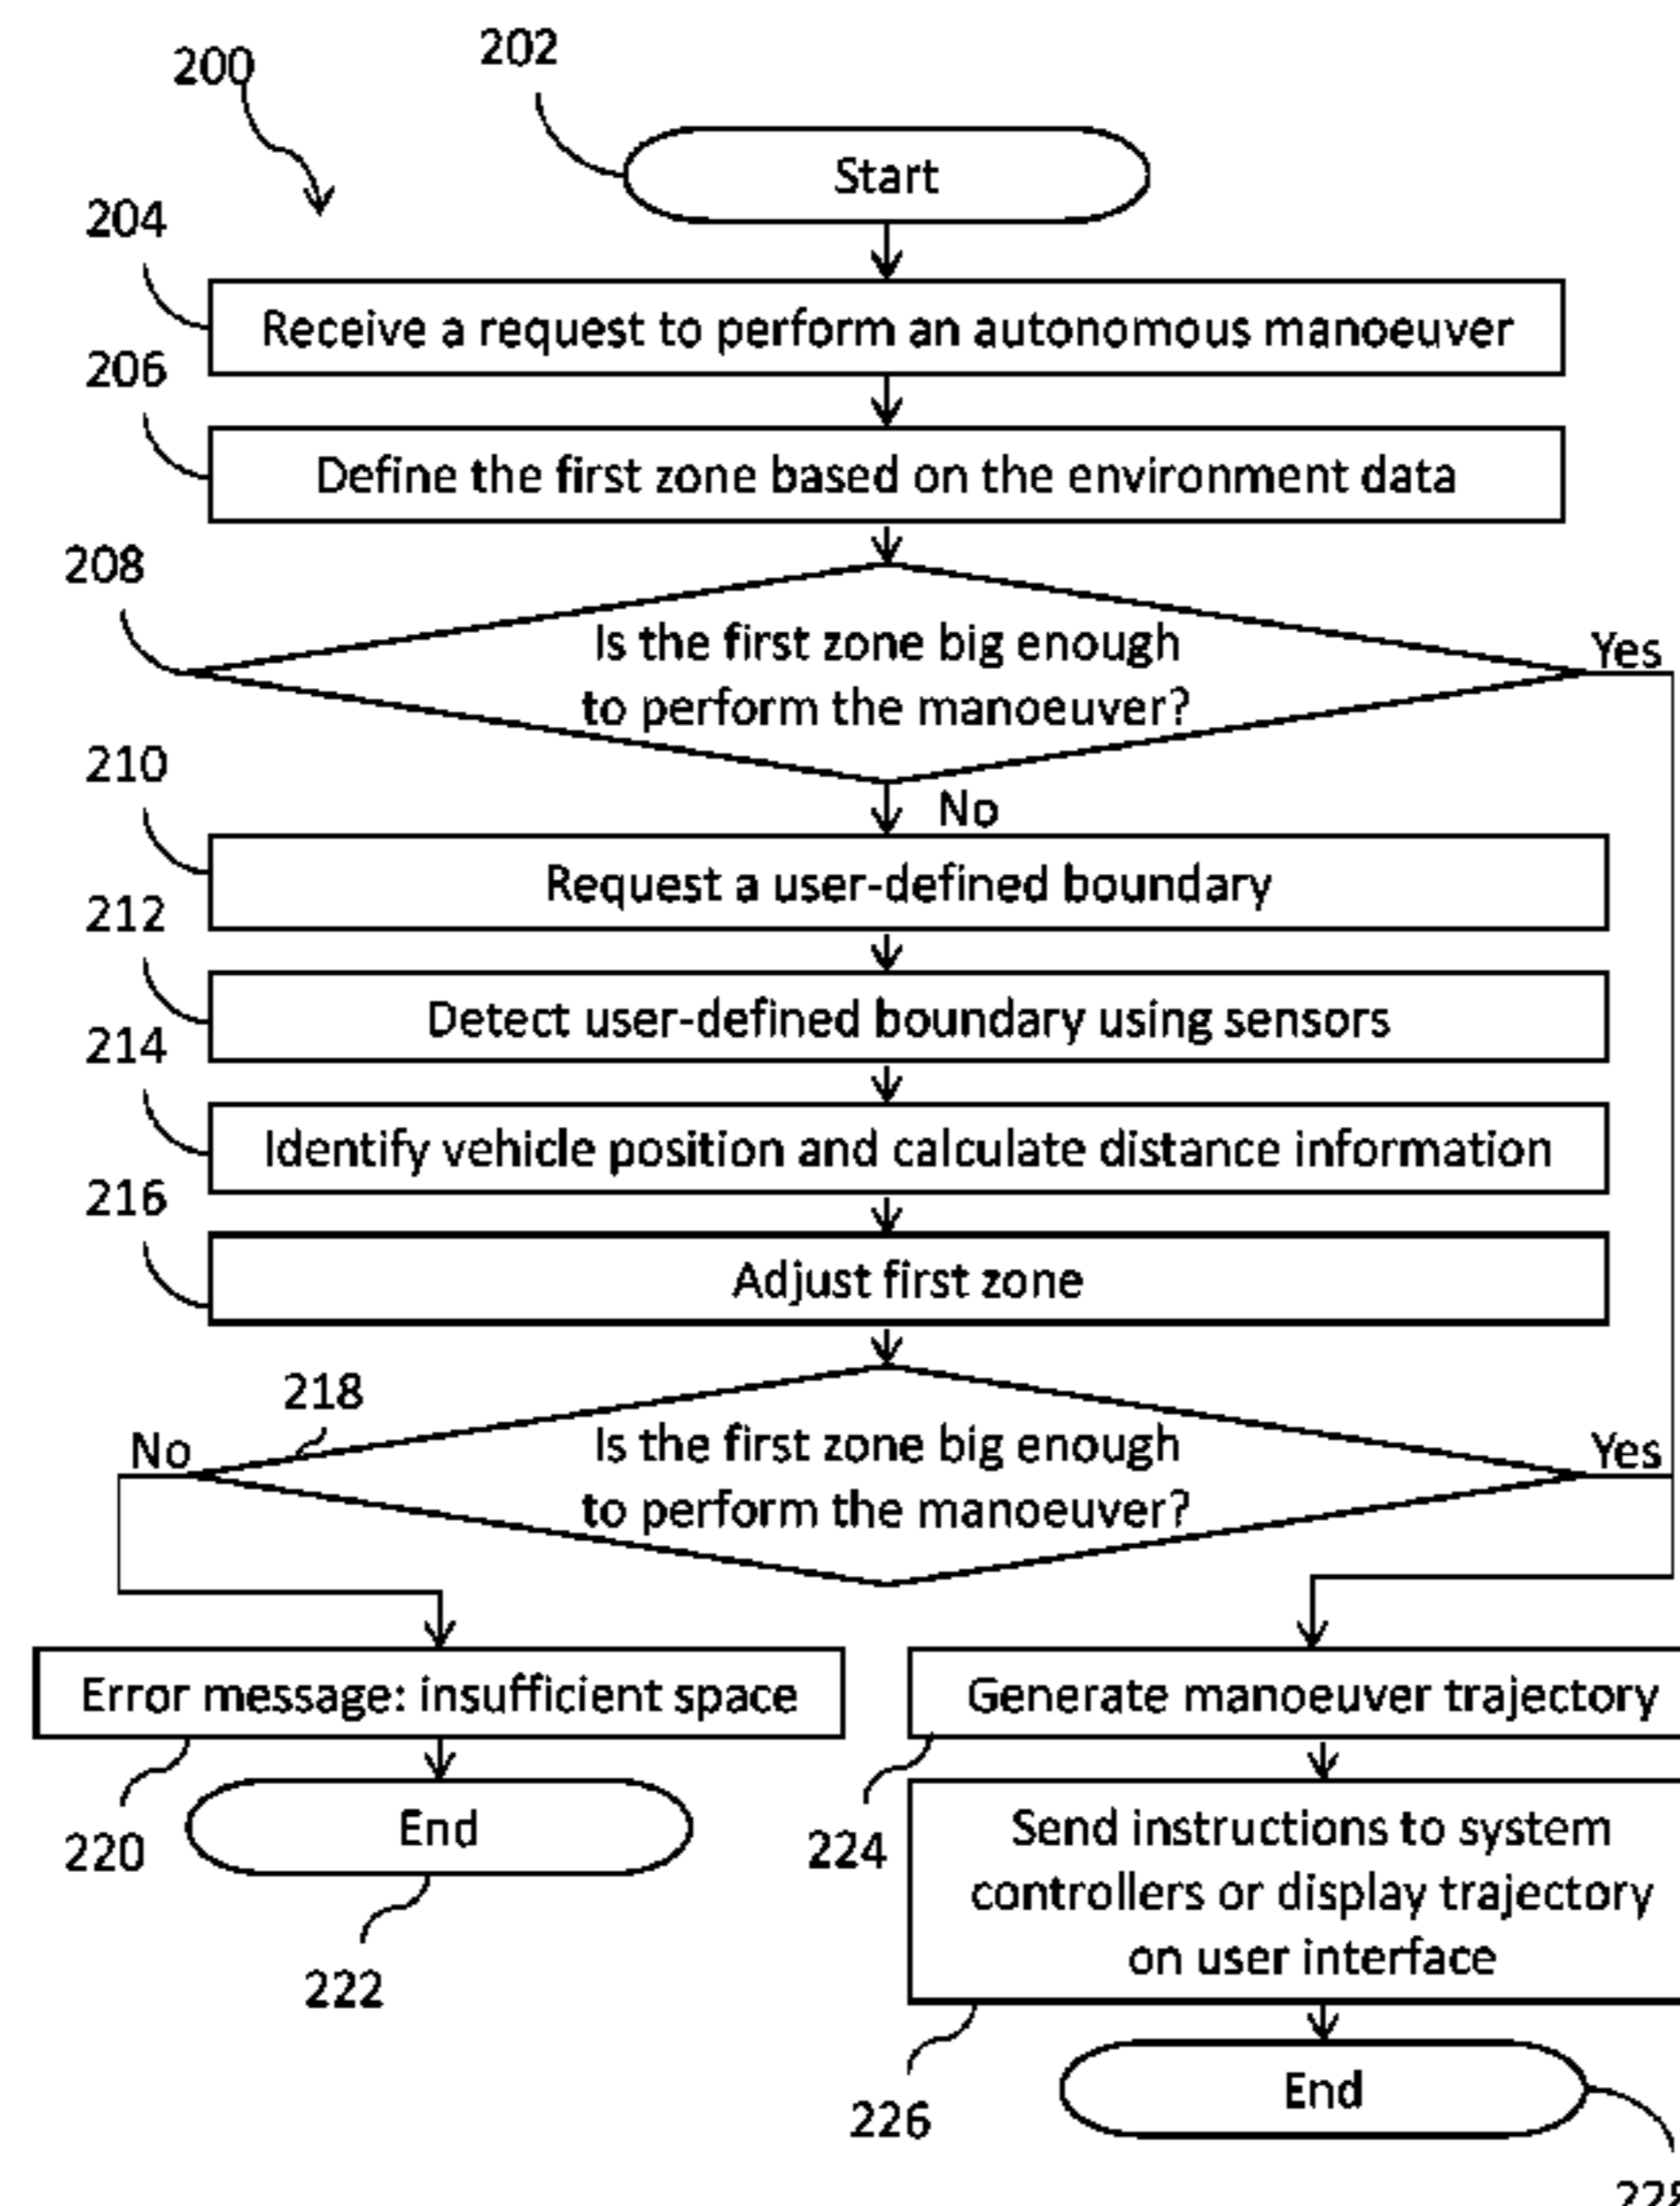 200
202
Start
204
Receive a request to perform an autonomous manoeuver
206
Define the first zone based on the environment data
208
Is the first zone big enough
to perform the manoeuver?
Yes
No
210
Request a user-defined boundary
212
Detect user-defined boundary using sensors
214
Identify vehicle position and calculate distance information
216
Adjust first zone
218
No
Is the first zone big enough
to perform the manoeuver?
Yes
Error message: insufficient space
Generate manoeuver trajectory
220
End
222
224
Send instructions to system
controllers or display trajectory
on user interface
226
End